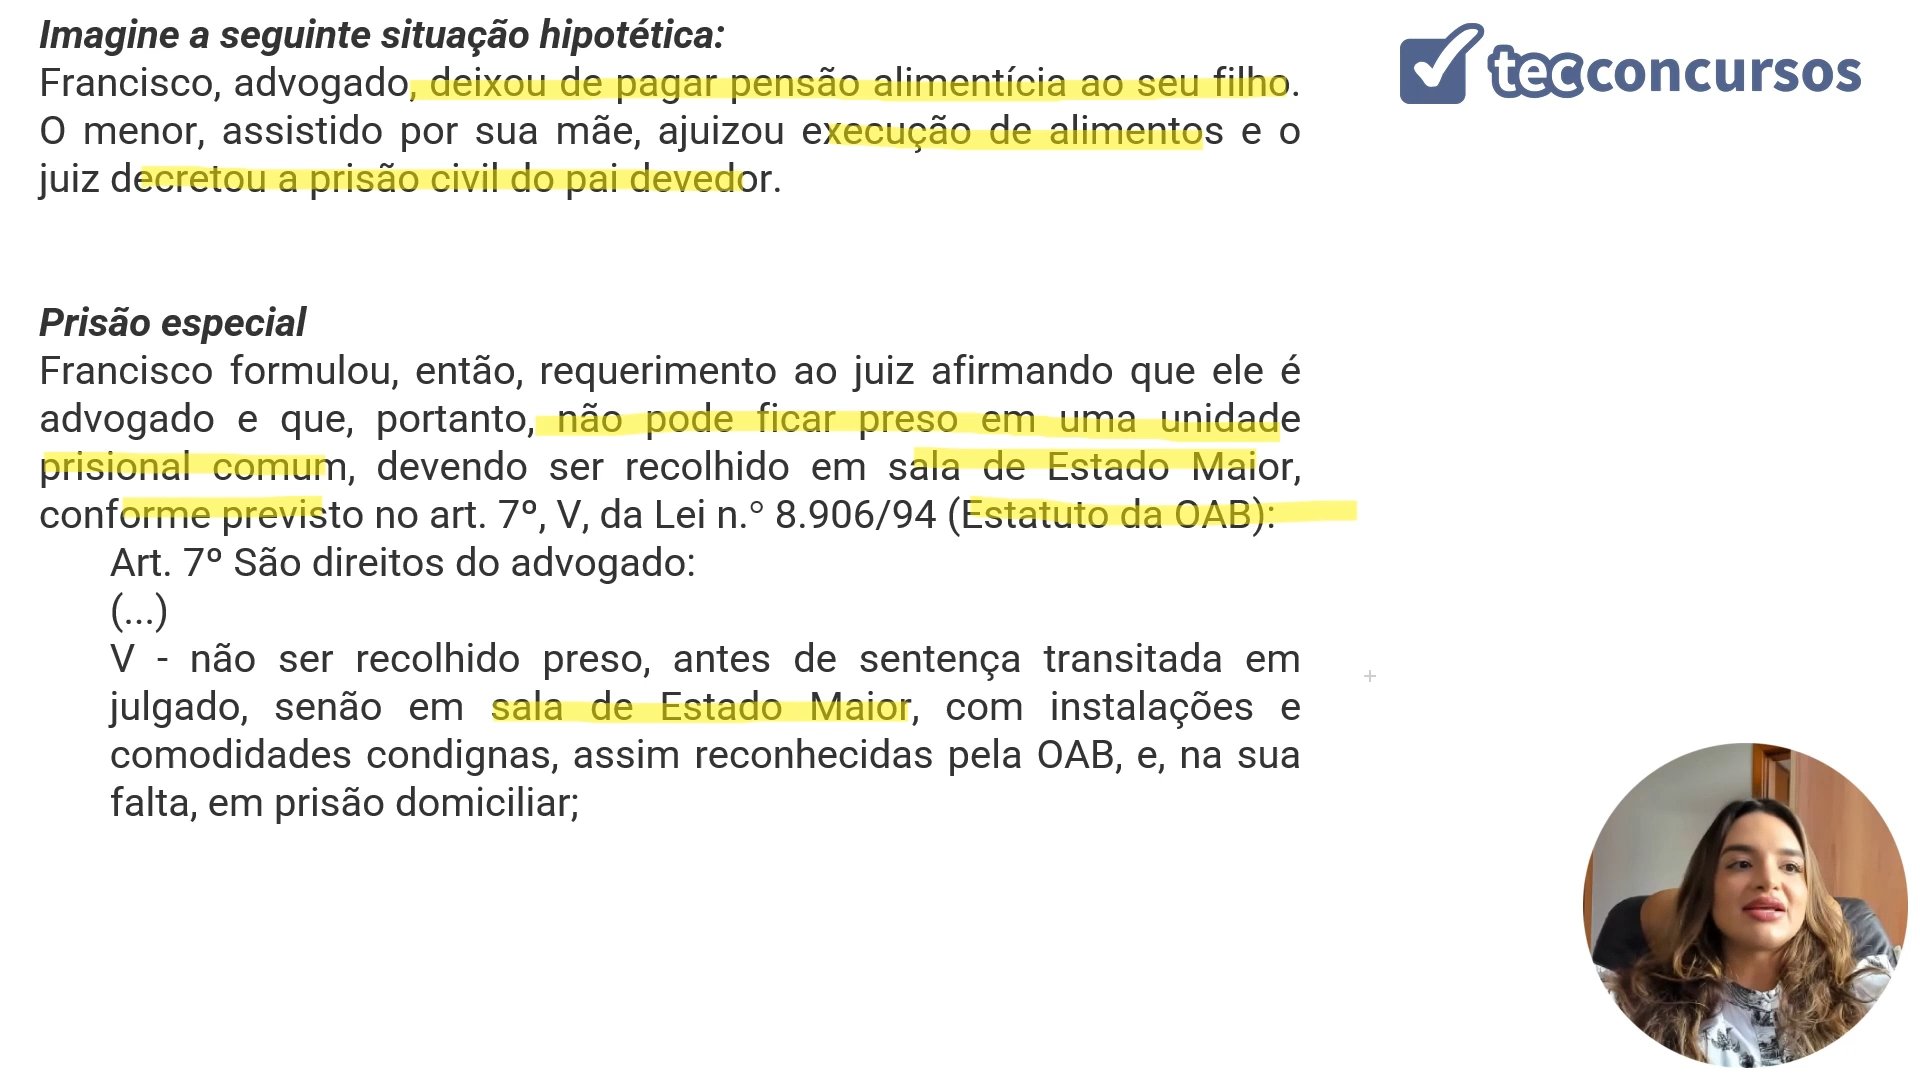 Imagine a seguinte situação hipotética:
Francisco, advogado, deixou de pagar pensão alimentícia ao seu filho.
O menor, assistido por sua mãe, ajuizou execução de alimentos e o
juiz decretou a prisão civil do pai devedor.
Prisão especial
Francisco formulou, então, requerimento ao juiz afirmando que ele é
advogado e que, portanto, não pode ficar preso em uma unidade
prisional comum, devendo ser recolhido em sala de Estado Maior,
conforme previsto no art. 7º, V, da Lei n.° 8.906/94 (Estatuto da OAB):
Art. 7º São direitos do advogado:
(...)
V - não ser recolhido preso, antes de sentença transitada em
julgado, senão em sala de Estado Maior, com instalações e
comodidades condignas, assim reconhecidas pela OAB, e, na sua
falta, em prisão domiciliar;
tecconcursos